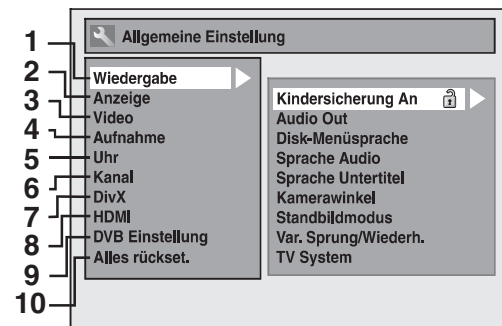 Allgemeine Einstellung
1 Wiedergabe
2 Anzeige
3 Video
4 Aufnahme
5 Uhr
6 Kanal
7 DivX
8 HDMI
9 DVB Einstellung
10 Alles rückset.
Kindersicherung An
Audio Out
Disk-Menüsprache
Sprache Audio
Sprache Untertitel
Kamerawinkel
Standbildmodus
Var. Sprung/Wiederh.
TV System